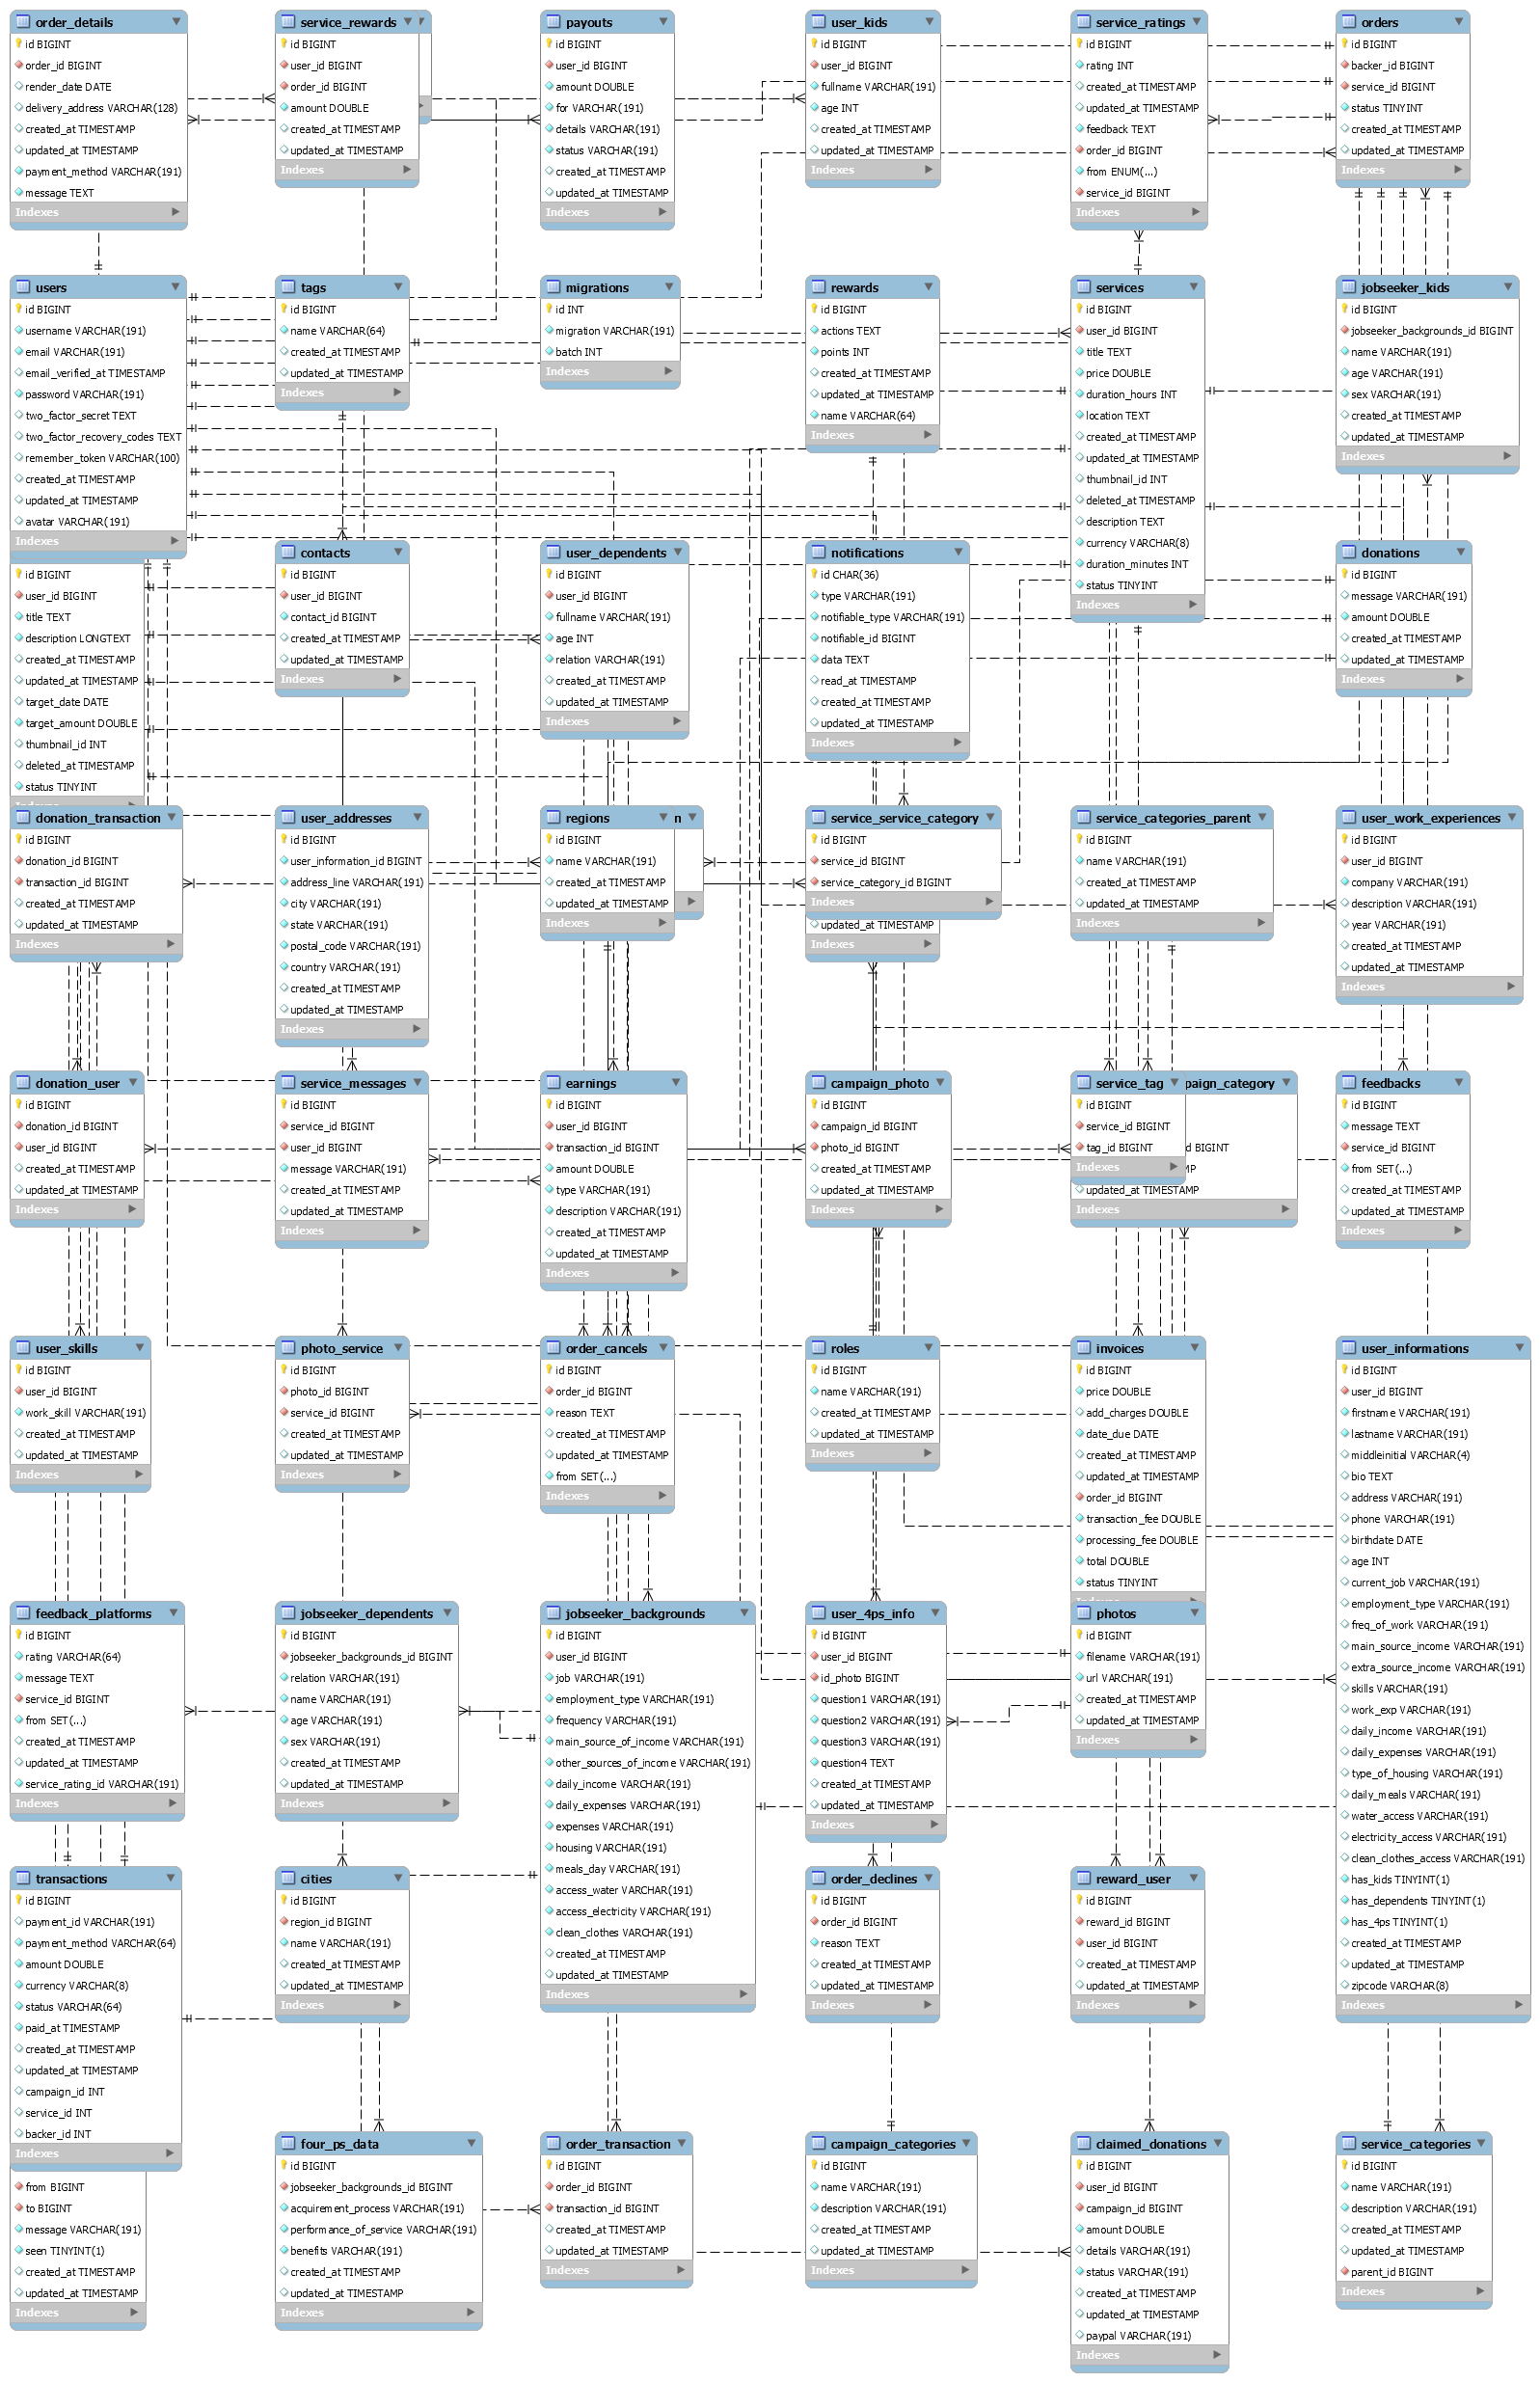 order_details
id BIGINT
order_id BIGINT
render_date DATE
delivery_address VARCHAR(128)
created_at TIMESTAMP
updated_at TIMESTAMP
payment_method VARCHAR(191)
message TEXT
Indexes
service_rewards
id BIGINT
user_id BIGINT
order_id BIGINT
amount DOUBLE
created_at TIMESTAMP
updated_at TIMESTAMP
Indexes
payouts
id BIGINT
user_id BIGINT
amount DOUBLE
for VARCHAR(191)
details VARCHAR(191)
status VARCHAR(191)
created_at TIMESTAMP
updated_at TIMESTAMP
Indexes
user_kids
id BIGINT
user_id BIGINT
fullname VARCHAR(191)
age INT
created_at TIMESTAMP
updated_at TIMESTAMP
Indexes
service_ratings
id BIGINT
rating INT
created_at TIMESTAMP
updated_at TIMESTAMP
feedback TEXT
order_id BIGINT
from ENUM(...)
service_id BIGINT
Indexes
orders
id BIGINT
backer_id BIGINT
service_id BIGINT
status TINYINT
created_at TIMESTAMP
updated_at TIMESTAMP
Indexes
users
id BIGINT
username VARCHAR(191)
email VARCHAR(191)
email_verified_at TIMESTAMP
password VARCHAR(191)
two_factor_secret TEXT
two_factor_recovery_codes TEXT
remember_token VARCHAR(100)
created_at TIMESTAMP
updated_at TIMESTAMP
avatar VARCHAR(191)
Indexes
tags
id BIGINT
name VARCHAR(64)
created_at TIMESTAMP
updated_at TIMESTAMP
Indexes
migrations
id INT
migration VARCHAR(191)
batch INT
Indexes
rewards
id BIGINT
actions TEXT
points INT
created_at TIMESTAMP
updated_at TIMESTAMP
name VARCHAR(64)
Indexes
services
id BIGINT
user_id BIGINT
title TEXT
price DOUBLE
duration_hours INT
location TEXT
created_at TIMESTAMP
updated_at TIMESTAMP
thumbnail_id INT
deleted_at TIMESTAMP
description TEXT
currency VARCHAR(8)
duration_minutes INT
status TINYINT
Indexes
jobseeker_kids
id BIGINT
jobseeker_backgrounds_id BIGINT
name VARCHAR(191)
age VARCHAR(191)
sex VARCHAR(191)
created_at TIMESTAMP
updated_at TIMESTAMP
Indexes
id BIGINT
user_id BIGINT
title TEXT
description LONGTEXT
created_at TIMESTAMP
updated_at TIMESTAMP
target_date DATE
target_amount DOUBLE
thumbnail_id INT
deleted_at TIMESTAMP
status TINYINT
contacts
id BIGINT
user_id BIGINT
contact_id BIGINT
created_at TIMESTAMP
updated_at TIMESTAMP
Indexes
user_dependents
id BIGINT
user_id BIGINT
fullname VARCHAR(191)
age INT
relation VARCHAR(191)
created_at TIMESTAMP
updated_at TIMESTAMP
Indexes
notifications
id CHAR(36)
type VARCHAR(191)
notifiable_type VARCHAR(191)
notifiable_id BIGINT
data TEXT
read_at TIMESTAMP
created_at TIMESTAMP
updated_at TIMESTAMP
Indexes
donations
id BIGINT
message VARCHAR(191)
amount DOUBLE
created_at TIMESTAMP
updated_at TIMESTAMP
Indexes
donation_transaction
id BIGINT
donation_id BIGINT
transaction_id BIGINT
created_at TIMESTAMP
updated_at TIMESTAMP
Indexes
user_addresses
id BIGINT
user_information_id BIGINT
address_line VARCHAR(191)
city VARCHAR(191)
state VARCHAR(191)
postal_code VARCHAR(191)
country VARCHAR(191)
created_at TIMESTAMP
updated_at TIMESTAMP
Indexes
regions
n
id BIGINT
name VARCHAR(191)
created_at TIMESTAMP
updated_at TIMESTAMP
Indexes
service_service_category
id BIGINT
service_id BIGINT
service_category_id BIGINT
Indexes
updated_at TIMESTAMP
Indexes
service_categories_parent
id BIGINT
name VARCHAR(191)
created_at TIMESTAMP
updated_at TIMESTAMP
Indexes
user_work_experiences
id BIGINT
user_id BIGINT
company VARCHAR(191)
description VARCHAR(191)
year VARCHAR(191)
created_at TIMESTAMP
updated_at TIMESTAMP
Indexes
donation_user
id BIGINT
donation_id BIGINT
user_id BIGINT
created_at TIMESTAMP
updated_at TIMESTAMP
Indexes
service_messages
id BIGINT
service_id BIGINT
user_id BIGINT
message VARCHAR(191)
created_at TIMESTAMP
updated_at TIMESTAMP
Indexes
earnings
id BIGINT
user_id BIGINT
transaction_id BIGINT
amount DOUBLE
type VARCHAR(191)
description VARCHAR(191)
created_at TIMESTAMP
updated_at TIMESTAMP
Indexes
campaign_photo
id BIGINT
campaign_id BIGINT
photo_id BIGINT
created_at TIMESTAMP
updated_at TIMESTAMP
Indexes
service_tag
paign_category
id BIGINT
service_id BIGINT
tag_id BIGINT
d BIGINT
Indexes
MP
updated_at TIMESTAMP
Indexes
feedbacks
id BIGINT
message TEXT
service_id BIGINT
from SET(...)
created_at TIMESTAMP
updated_at TIMESTAMP
Indexes
user_skills
id BIGINT
user_id BIGINT
work_skill VARCHAR(191)
created_at TIMESTAMP
updated_at TIMESTAMP
Indexes
photo_service
id BIGINT
photo_id BIGINT
service_id BIGINT
created_at TIMESTAMP
updated_at TIMESTAMP
Indexes
order_cancels
id BIGINT
order_id BIGINT
reason TEXT
created_at TIMESTAMP
updated_at TIMESTAMP
from SET(...)
Indexes
roles
id BIGINT
name VARCHAR(191)
created_at TIMESTAMP
updated_at TIMESTAMP
Indexes
invoices
id BIGINT
price DOUBLE
add_charges DOUBLE
date_due DATE
created_at TIMESTAMP
updated_at TIMESTAMP
order_id BIGINT
transaction_fee DOUBLE
processing_fee DOUBLE
total DOUBLE
status TINYINT
user_informations
id BIGINT
user_id BIGINT
firstname VARCHAR(191)
lastname VARCHAR(191)
middleinitial VARCHAR(4)
bio TEXT
address VARCHAR(191)
phone VARCHAR(191)
birthdate DATE
age INT
current_job VARCHAR(191)
employment_type VARCHAR(191)
freq_of_work VARCHAR(191)
main_source_income VARCHAR(191)
extra_source_income VARCHAR(191)
skills VARCHAR(191)
work_exp VARCHAR(191)
daily_income VARCHAR(191)
daily_expenses VARCHAR(191)
type_of_housing VARCHAR(191)
daily_meals VARCHAR(191)
water_access VARCHAR(191)
electricity_access VARCHAR(191)
clean_clothes_access VARCHAR(191)
has_kids TINYINT(1)
has_dependents TINYINT(1)
has_4ps TINYINT(1)
created_at TIMESTAMP
updated_at TIMESTAMP
zipcode VARCHAR(8)
Indexes
feedback_platforms
id BIGINT
rating VARCHAR(64)
message TEXT
service_id BIGINT
from SET(...)
created_at TIMESTAMP
updated_at TIMESTAMP
service_rating_id VARCHAR(191)
Indexes
jobseeker_dependents
id BIGINT
jobseeker_backgrounds_id BIGINT
relation VARCHAR(191)
name VARCHAR(191)
age VARCHAR(191)
sex VARCHAR(191)
created_at TIMESTAMP
updated_at TIMESTAMP
Indexes
jobseeker_backgrounds
id BIGINT
user_id BIGINT
job VARCHAR(191)
employment_type VARCHAR(191)
frequency VARCHAR(191)
main_source_of_income VARCHAR(191)
other_sources_of_income VARCHAR(191)
daily_income VARCHAR(191)
daily_expenses VARCHAR(191)
expenses VARCHAR(191)
housing VARCHAR(191)
meals_day VARCHAR(191)
access_water VARCHAR(191)
access_electricity VARCHAR(191)
clean_clothes VARCHAR(191)
created_at TIMESTAMP
updated_at TIMESTAMP
Indexes
user_4ps_info
id BIGINT
user_id BIGINT
id_photo BIGINT
question1 VARCHAR(191)
question2 VARCHAR(191)
question3 VARCHAR(191)
question4 TEXT
created_at TIMESTAMP
updated_at TIMESTAMP
Indexes
photos
id BIGINT
filename VARCHAR(191)
url VARCHAR(191)
created_at TIMESTAMP
updated_at TIMESTAMP
Indexes
transactions
id BIGINT
payment_id VARCHAR(191)
payment_method VARCHAR(64)
amount DOUBLE
currency VARCHAR(8)
status VARCHAR(64)
paid_at TIMESTAMP
created_at TIMESTAMP
updated_at TIMESTAMP
campaign_id INT
service_id INT
backer_id INT
Indexes
from BIGINT
to BIGINT
message VARCHAR(191)
seen TINYINT(1)
created_at TIMESTAMP
updated_at TIMESTAMP
Indexes
cities
id BIGINT
region_id BIGINT
name VARCHAR(191)
created_at TIMESTAMP
updated_at TIMESTAMP
Indexes
order_declines
id BIGINT
order_id BIGINT
reason TEXT
created_at TIMESTAMP
updated_at TIMESTAMP
Indexes
reward_user
id BIGINT
reward_id BIGINT
user_id BIGINT
created_at TIMESTAMP
updated_at TIMESTAMP
Indexes
four_ps_data
id BIGINT
jobseeker_backgrounds_id BIGINT
acquirement_process VARCHAR(191)
performance_of_service VARCHAR(191)
benefits VARCHAR(191)
created_at TIMESTAMP
updated_at TIMESTAMP
Indexes
order_transaction
id BIGINT
order_id BIGINT
transaction_id BIGINT
created_at TIMESTAMP
updated_at TIMESTAMP
Indexes
campaign_categories
id BIGINT
name VARCHAR(191)
description VARCHAR(191)
created_at TIMESTAMP
updated_at TIMESTAMP
Indexes
claimed_donations
id BIGINT
user_id BIGINT
campaign_id BIGINT
amount DOUBLE
details VARCHAR(191)
status VARCHAR(191)
created_at TIMESTAMP
updated_at TIMESTAMP
paypal VARCHAR(191)
Indexes
service_categories
id BIGINT
name VARCHAR(191)
description VARCHAR(191)
created_at TIMESTAMP
updated_at TIMESTAMP
parent_id BIGINT
Indexes